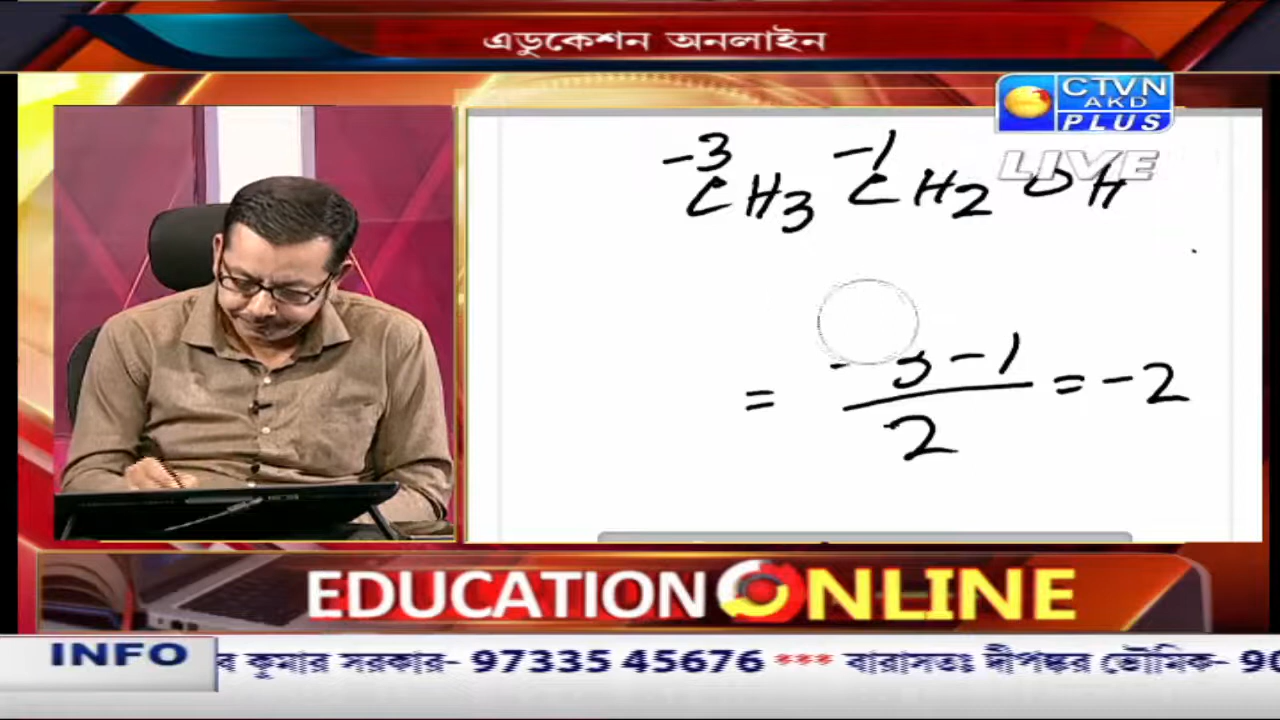 এডুকেশন অনলাইন
CTVN
AKD
PLUS
LIVE
-3 -1
CH3 CH2 OH
= -3-1 / 2 = -2
EDUCATION ONLINE
INFO
র কুমার সরকার- 97335 45676 *** বারাসতঃ দীপঙ্কর ভৌমিক- 90